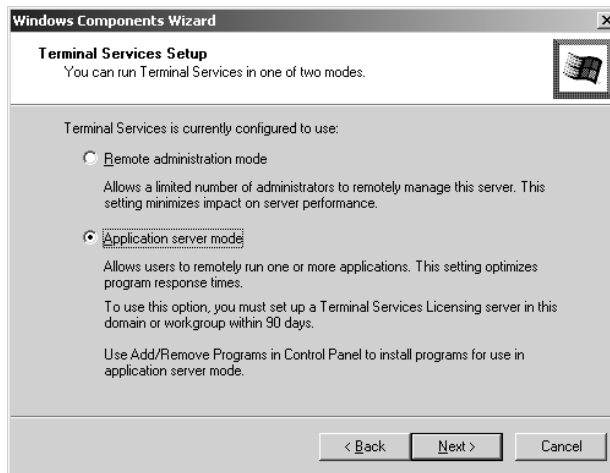 Windows Components Wizard
Terminal Services Setup
You can run Terminal Services in one of two modes.
Terminal Services is currently configured to use:
Remote administration mode
Allows a limited number of administrators to remotely manage this server. This
setting minimizes impact on server performance.
Application server mode
Allows users to remotely run one or more applications. This setting optimizes
program response times.
To use this option, you must set up a Terminal Services Licensing server in this
domain or workgroup within 90 days.
Use Add/Remove Programs in Control Panel to install programs for use in
application server mode.
< Back Next > Cancel